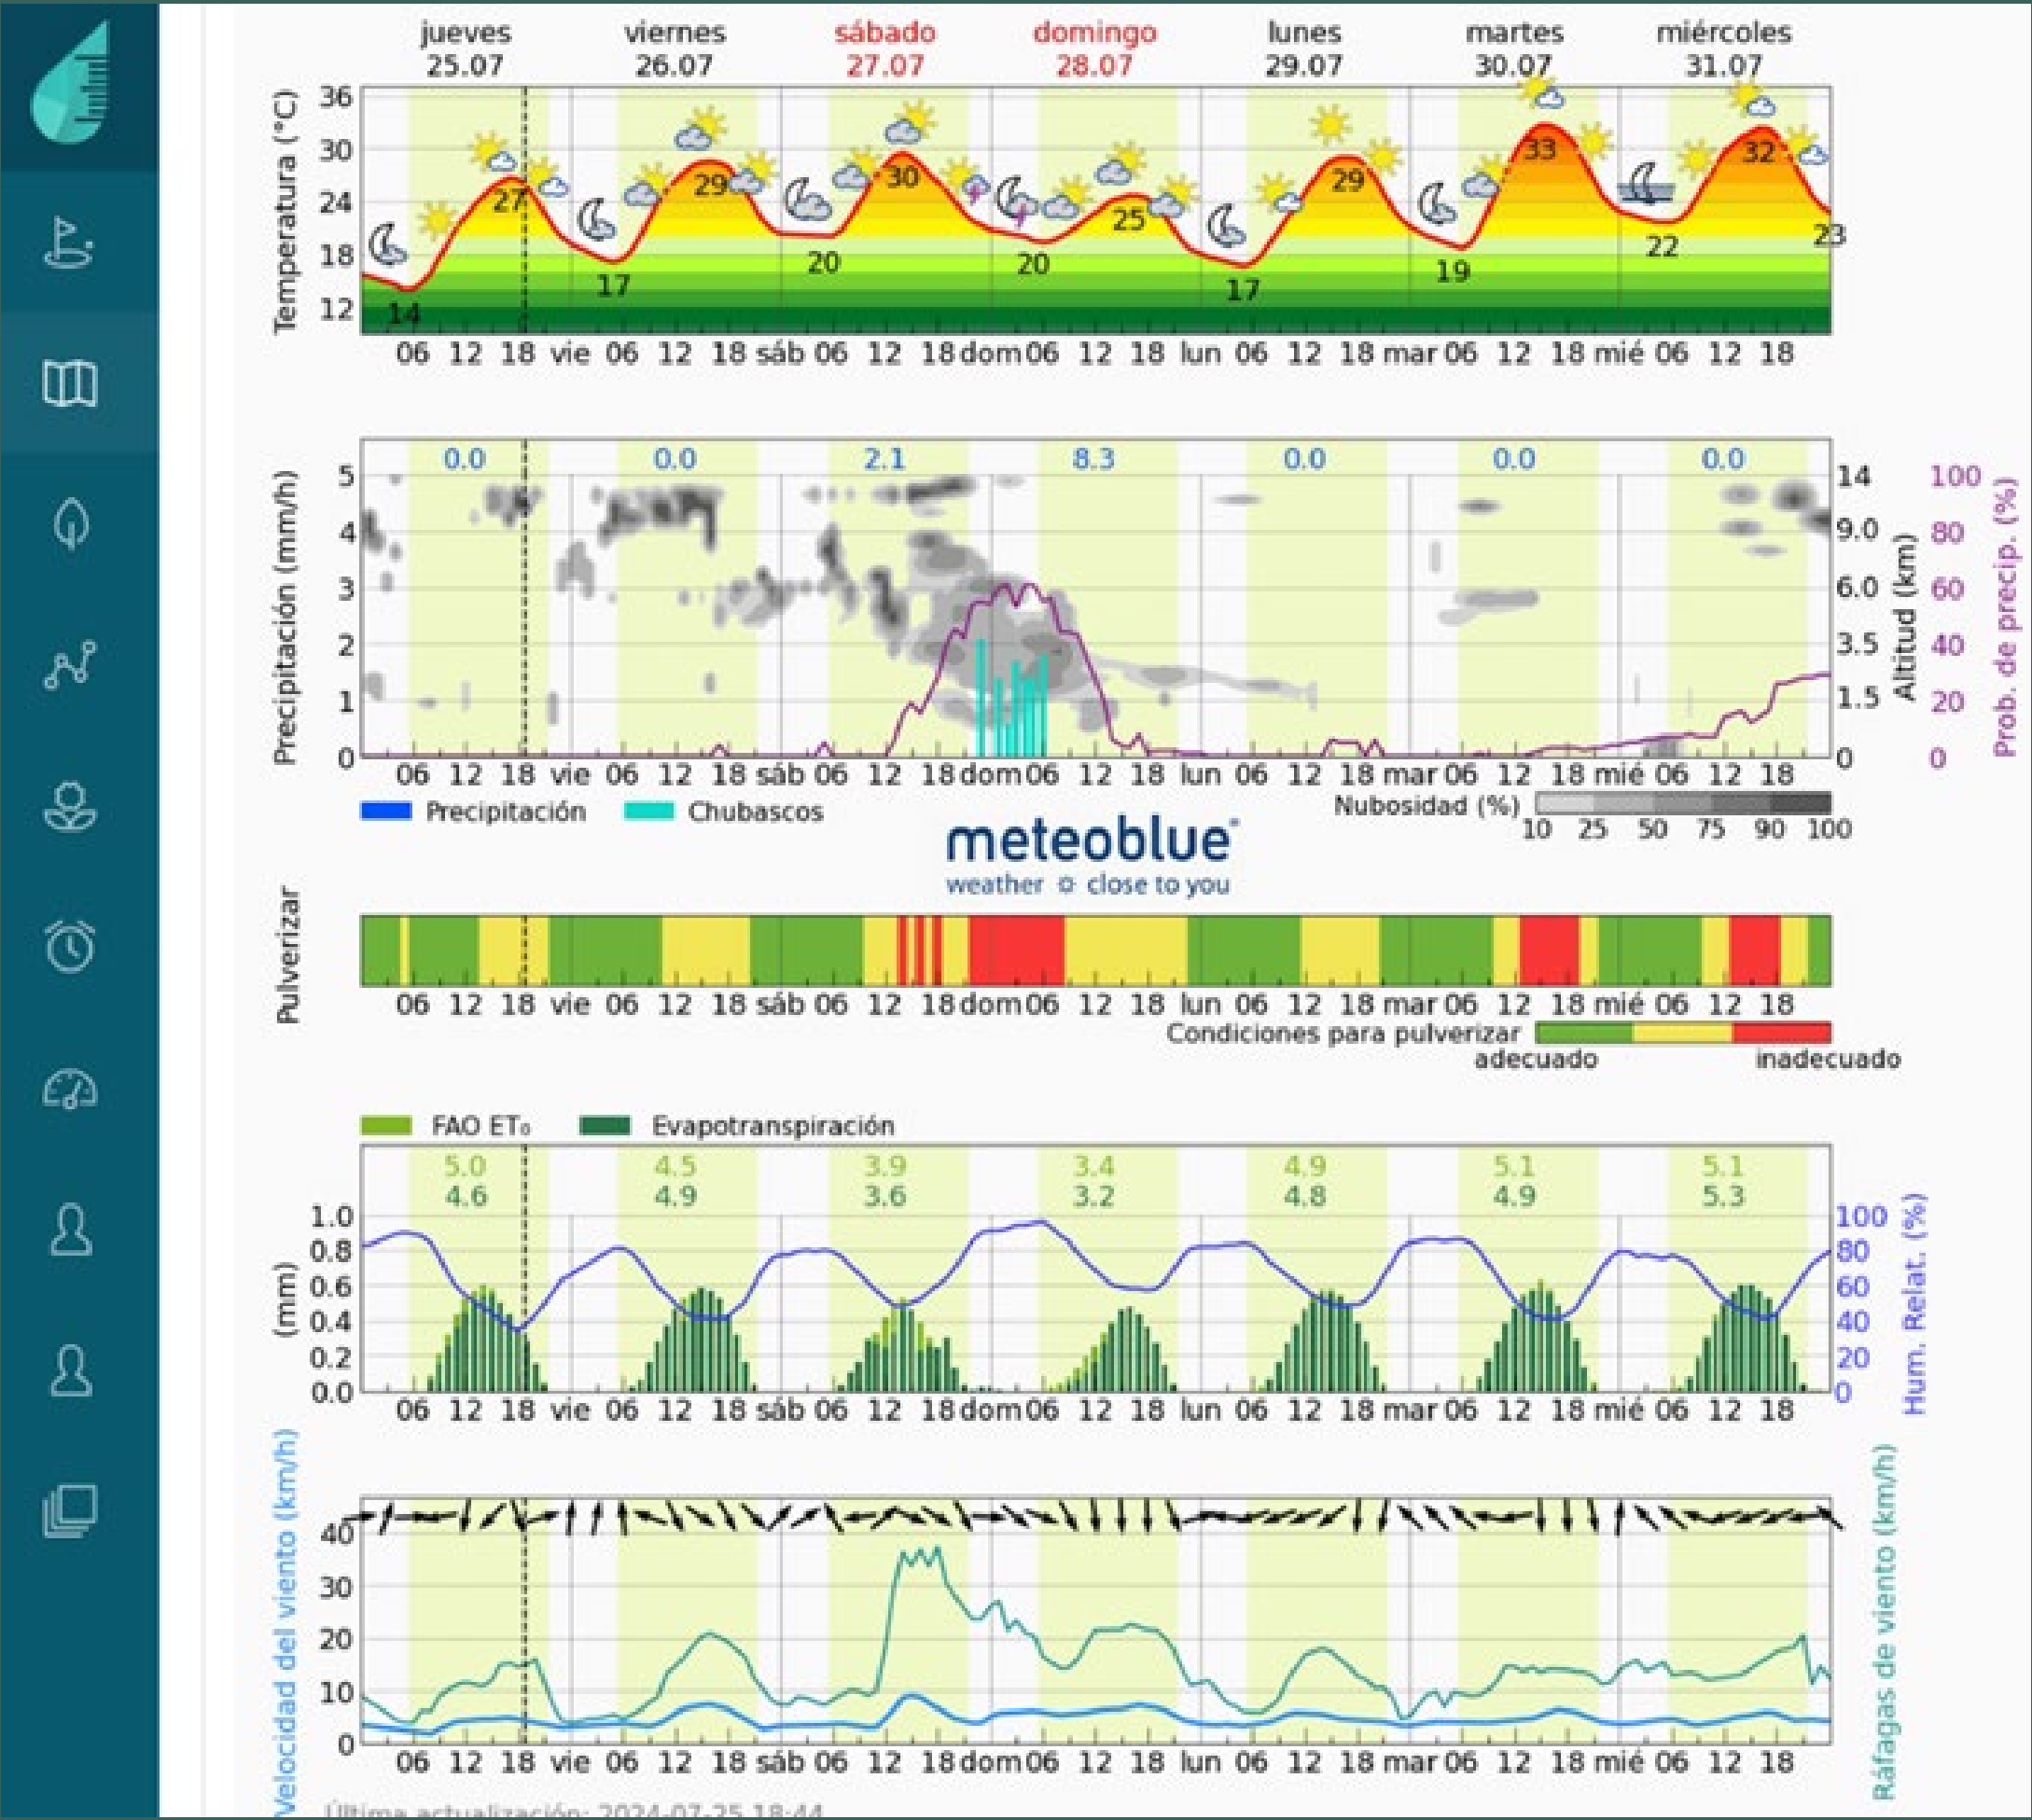 jueves viernes sábado domingo lunes martes miércoles
25.07 26.07 27.07 28.07 29.07 30.07 31.07
Temperatura (°C)
36
30
24
18
12
27 29 30 25 29 33 32
14 17 20 20 17 19 22 23
06 12 18 vie 06 12 18 sáb 06 12 18 dom 06 12 18 lun 06 12 18 mar 06 12 18 mié 06 12 18
Precipitación (mm/h)
0.0 0.0 2.1 8.3 0.0 0.0 0.0
5 14 100
4 9.0 80
3 6.0 60
2 3.5 40
1 1.5 20
0 0 0
Altitud (km)
Prob. de precip. (%)
06 12 18 vie 06 12 18 sáb 06 12 18 dom 06 12 18 lun 06 12 18 mar 06 12 18 mié 06 12 18
Precipitación Chubascos
Nubosidad (%)
10 25 50 75 90 100
meteoblue®
weather ☼ close to you
Pulverizar
06 12 18 vie 06 12 18 sáb 06 12 18 dom 06 12 18 lun 06 12 18 mar 06 12 18 mié 06 12 18
Condiciones para pulverizar
adecuado inadecuado
FAO ET₀ Evapotranspiración
5.0 4.5 3.9 3.4 4.9 5.1 5.1
4.6 4.9 3.6 3.2 4.8 4.9 5.3
(mm)
1.0 100
0.8 80
0.6 60
0.4 40
0.2 20
0.0 0
Hum. Relat. (%)
06 12 18 vie 06 12 18 sáb 06 12 18 dom 06 12 18 lun 06 12 18 mar 06 12 18 mié 06 12 18
Velocidad del viento (km/h)
40
30
20
10
0
Ráfagas de viento (km/h)
06 12 18 vie 06 12 18 sáb 06 12 18 dom 06 12 18 lun 06 12 18 mar 06 12 18 mié 06 12 18
Última actualización: 2024-07-25 18:44